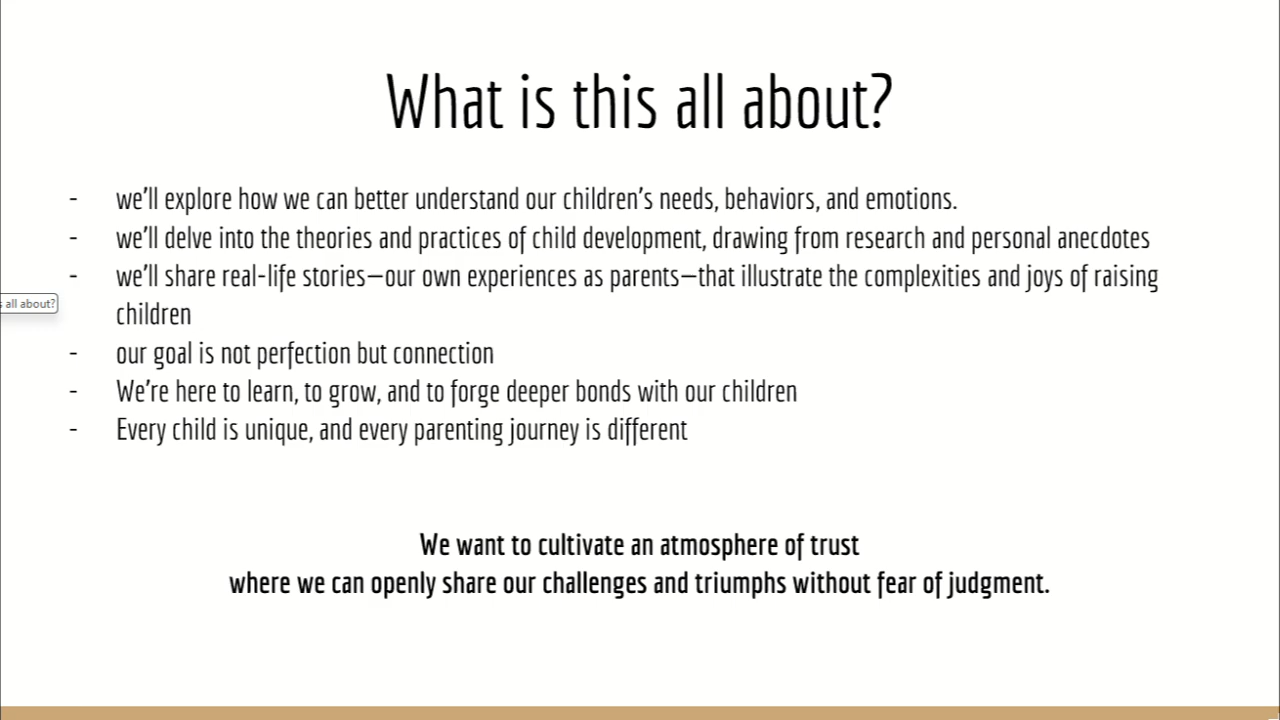 What is this all about?
- we'll explore how we can better understand our children's needs, behaviors, and emotions.
- we'll delve into the theories and practices of child development, drawing from research and personal anecdotes
- we'll share real-life stories—our own experiences as parents—that illustrate the complexities and joys of raising
s all about?
children
- our goal is not perfection but connection
- We're here to learn, to grow, and to forge deeper bonds with our children
- Every child is unique, and every parenting journey is different
We want to cultivate an atmosphere of trust
where we can openly share our challenges and triumphs without fear of judgment.